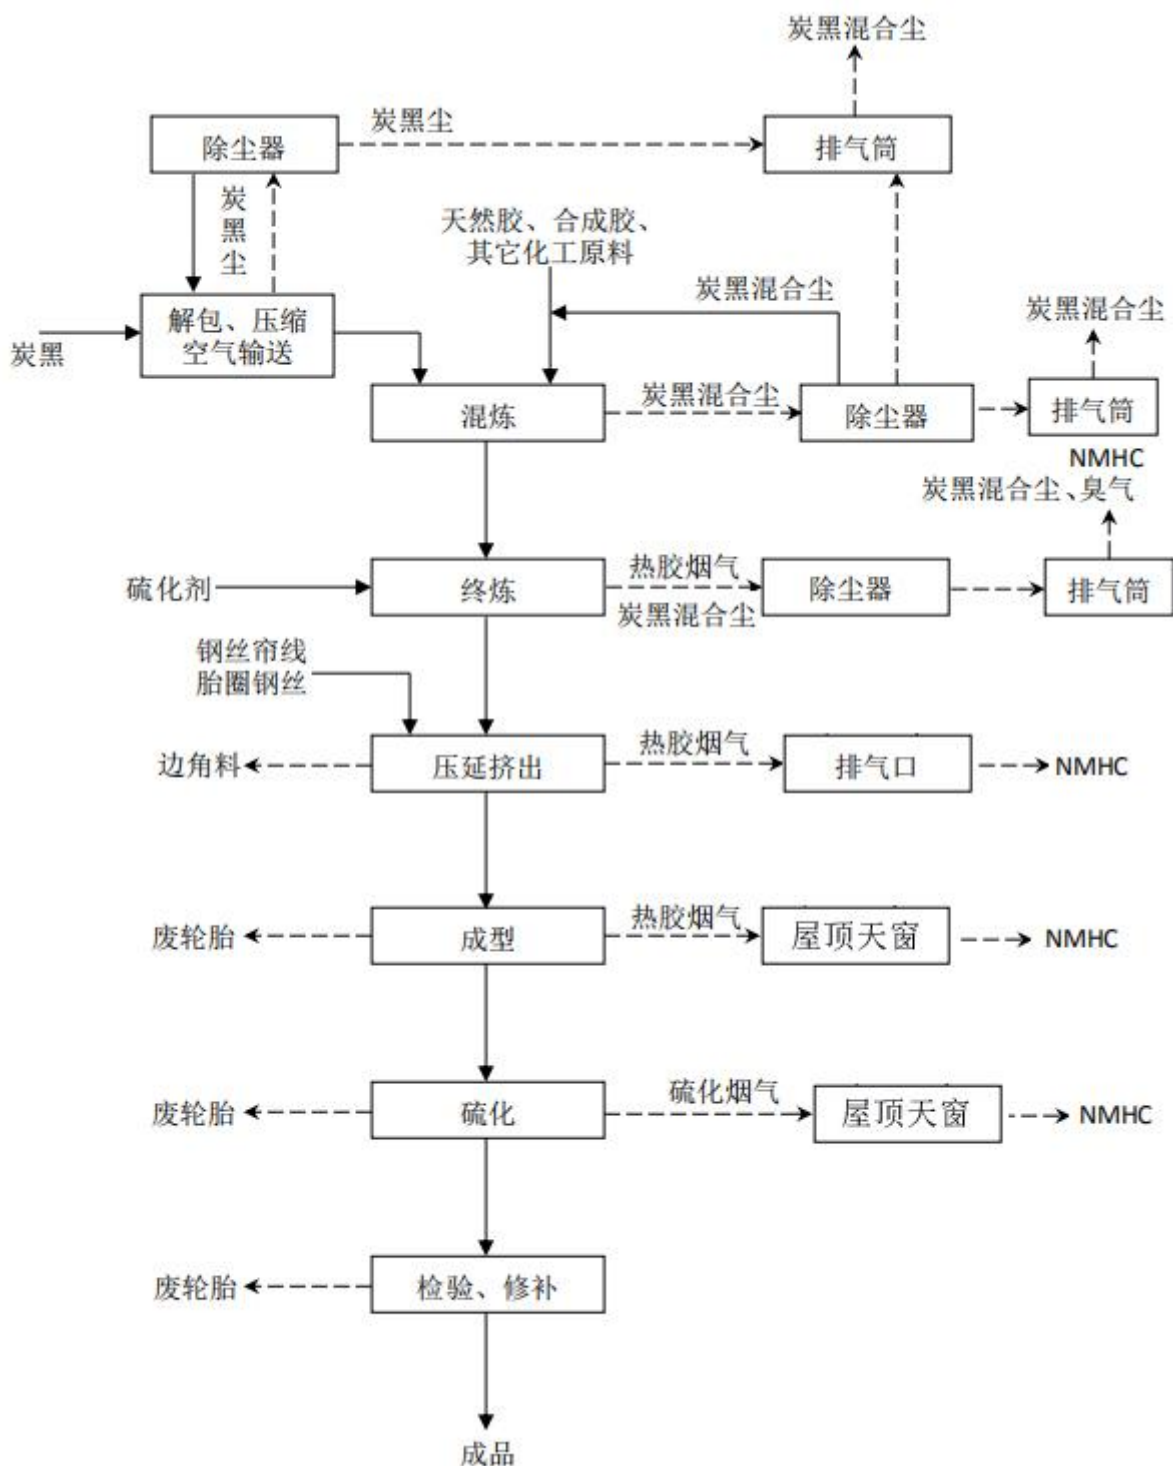 炭黑混合尘
除尘器
炭黑尘
排气筒
炭黑尘
天然胶、合成胶、
其它化工原料
炭黑混合尘
炭黑混合尘
炭黑
解包、压缩
空气输送
混炼
炭黑混合尘
除尘器
排气筒
NMHC
炭黑混合尘、臭气
硫化剂
终炼
热胶烟气
炭黑混合尘
除尘器
排气筒
钢丝帘线
胎圈钢丝
边角料
压延挤出
热胶烟气
排气口
NMHC
废轮胎
成型
热胶烟气
屋顶天窗
NMHC
废轮胎
硫化
硫化烟气
屋顶天窗
NMHC
废轮胎
检验、修补
成品